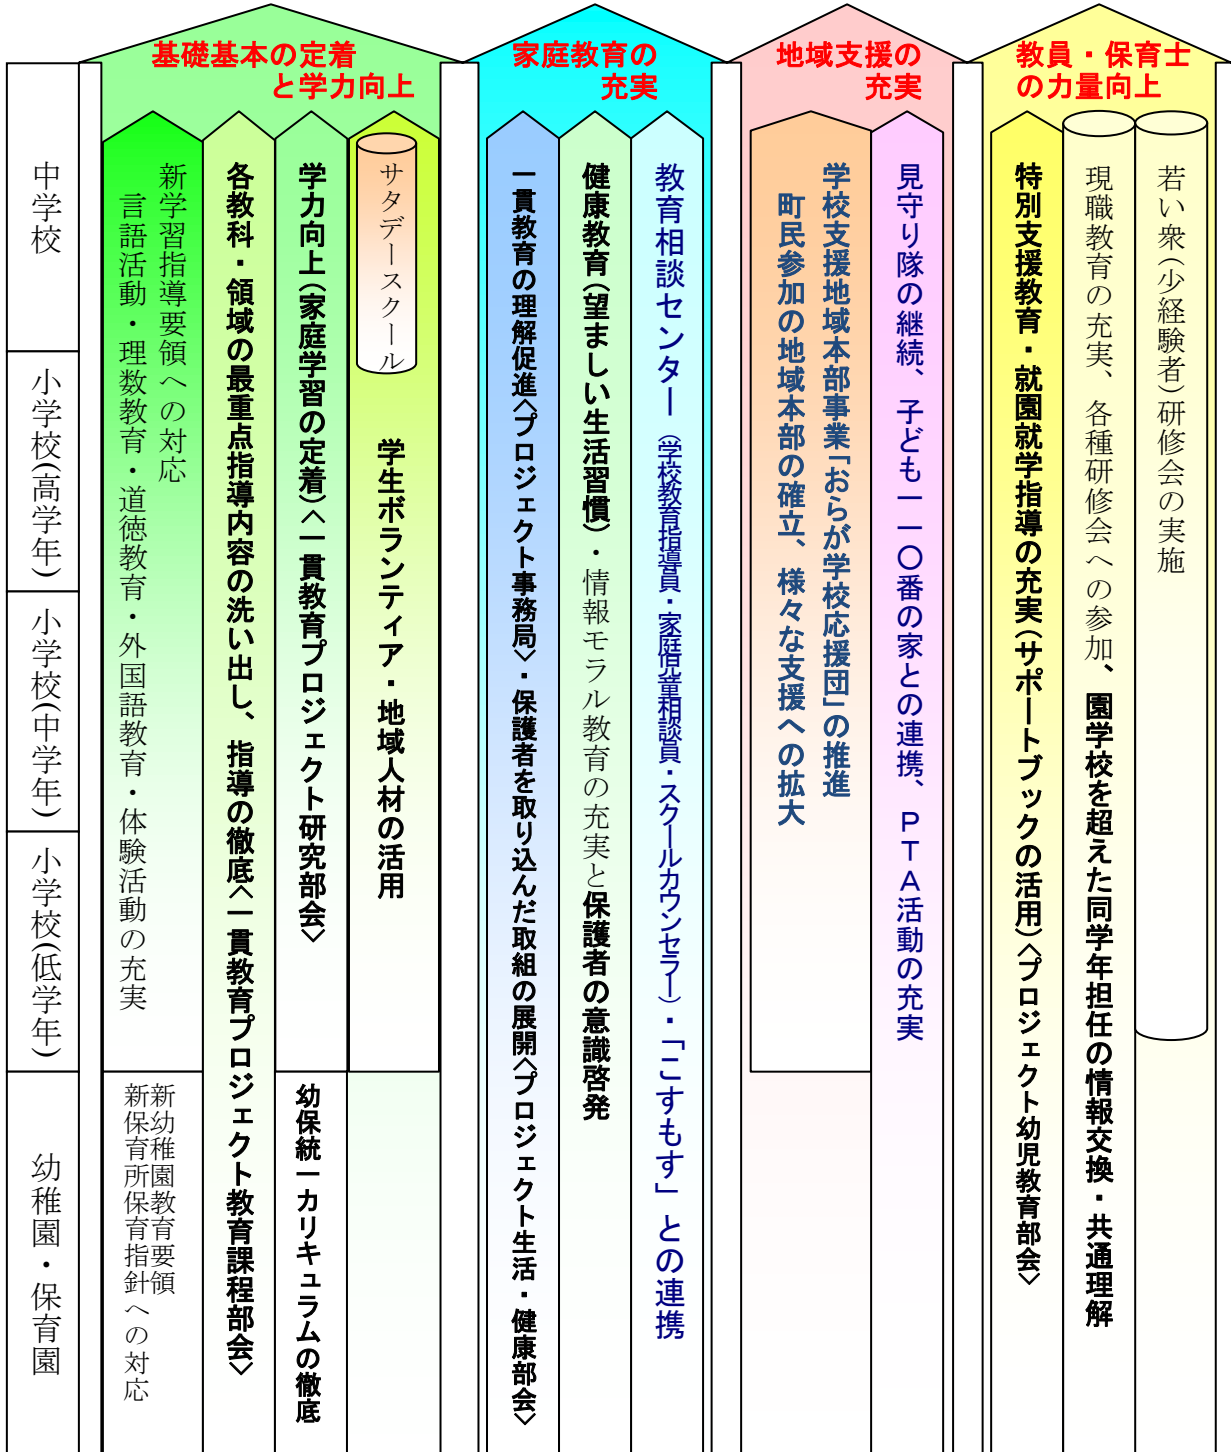 基礎基本の定着
と学力向上
家庭教育の
充実
地域支援の
充実
教員・保育士
の力量向上
中学校
小学校(高学年)
小学校(中学年)
小学校(低学年)
幼稚園・保育園
新学習指導要領への対応
言語活動・理数教育・道徳教育・外国語教育・体験活動の充実
新幼稚園教育要領
新保育所保育指針への対応
各教科・領域の最重点指導内容の洗い出し、指導の徹底〈一貫教育プロジェクト教育課程部会〉
学力向上(家庭学習の定着)〈一貫教育プロジェクト研究部会〉
幼保統一カリキュラムの徹底
サタデースクール
学生ボランティア・地域人材の活用
一貫教育の理解促進〈プロジェクト事務局〉・保護者を取り込んだ取組の展開〈プロジェクト生活・健康部会〉
健康教育(望ましい生活習慣)・情報モラル教育の充実と保護者の意識啓発
教育相談センター(学校教育指導員・家庭児童相談員・スクールカウンセラー)・「こすもす」との連携
学校支援地域本部事業「おらが学校応援団」の推進
町民参加の地域本部の確立、様々な支援への拡大
見守り隊の継続、子ども一一〇番の家との連携、PTA活動の充実
特別支援教育・就園就学指導の充実(サポートブックの活用)〈プロジェクト幼児教育部会〉
現職教育の充実、各種研修会への参加、園学校を超えた同学年担任の情報交換・共通理解
若い衆(少経験者)研修会の実施